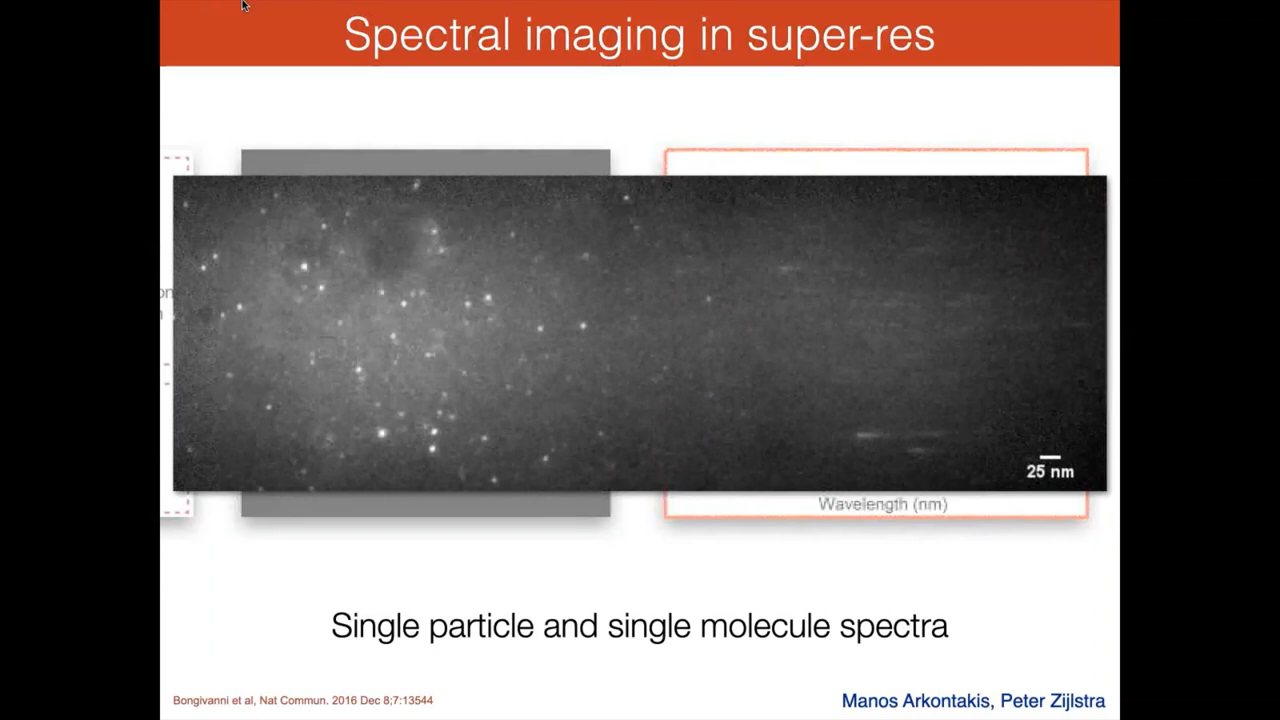 Spectral imaging in super-res
25 nm
Wavelength (nm)
Single particle and single molecule spectra
Bongivanni et al, Nat Commun. 2016 Dec 8;7:13544
Manos Arkontakis, Peter Zijlstra